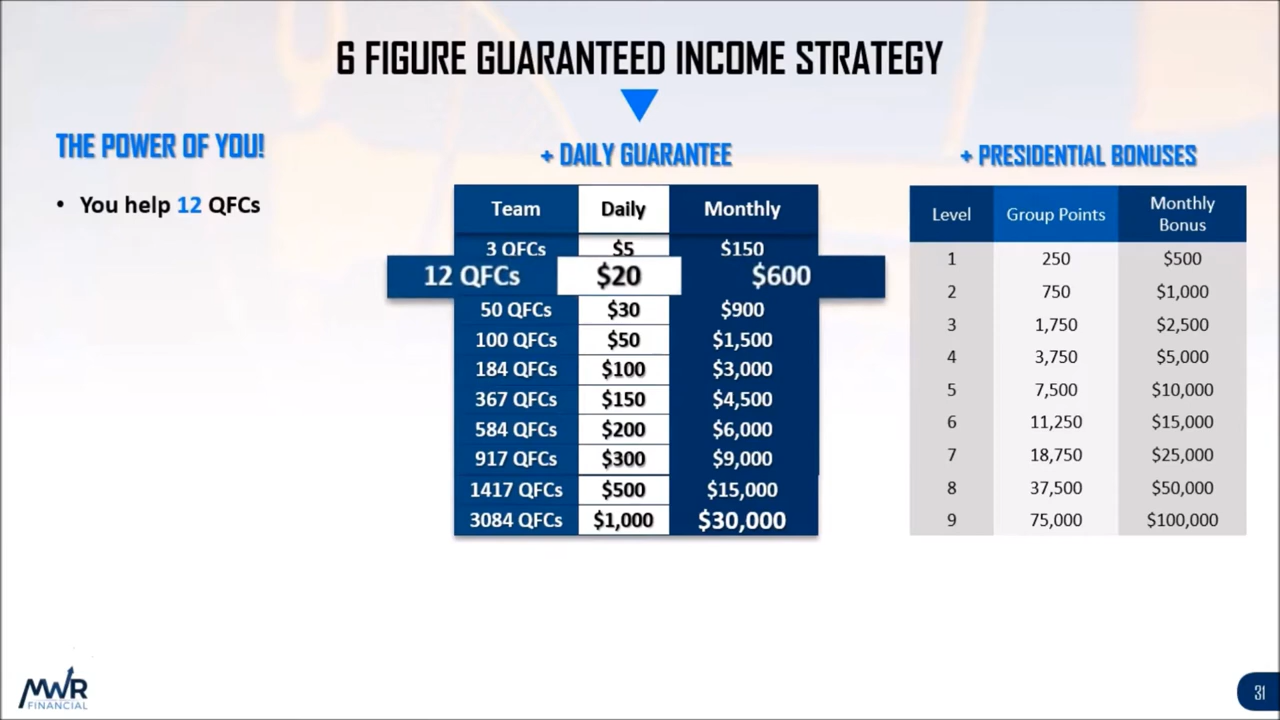 6 FIGURE GUARANTEED INCOME STRATEGY
THE POWER OF YOU!
• You help 12 QFCs
+ DAILY GUARANTEE
Team Daily Monthly
3 QFCs $5 $150
12 QFCs $20 $600
50 QFCs $30 $900
100 QFCs $50 $1,500
184 QFCs $100 $3,000
367 QFCs $150 $4,500
584 QFCs $200 $6,000
917 QFCs $300 $9,000
1417 QFCs $500 $15,000
3084 QFCs $1,000 $30,000
+ PRESIDENTIAL BONUSES
Level Group Points Monthly Bonus
1 250 $500
2 750 $1,000
3 1,750 $2,500
4 3,750 $5,000
5 7,500 $10,000
6 11,250 $15,000
7 18,750 $25,000
8 37,500 $50,000
9 75,000 $100,000
MWR
FINANCIAL
31